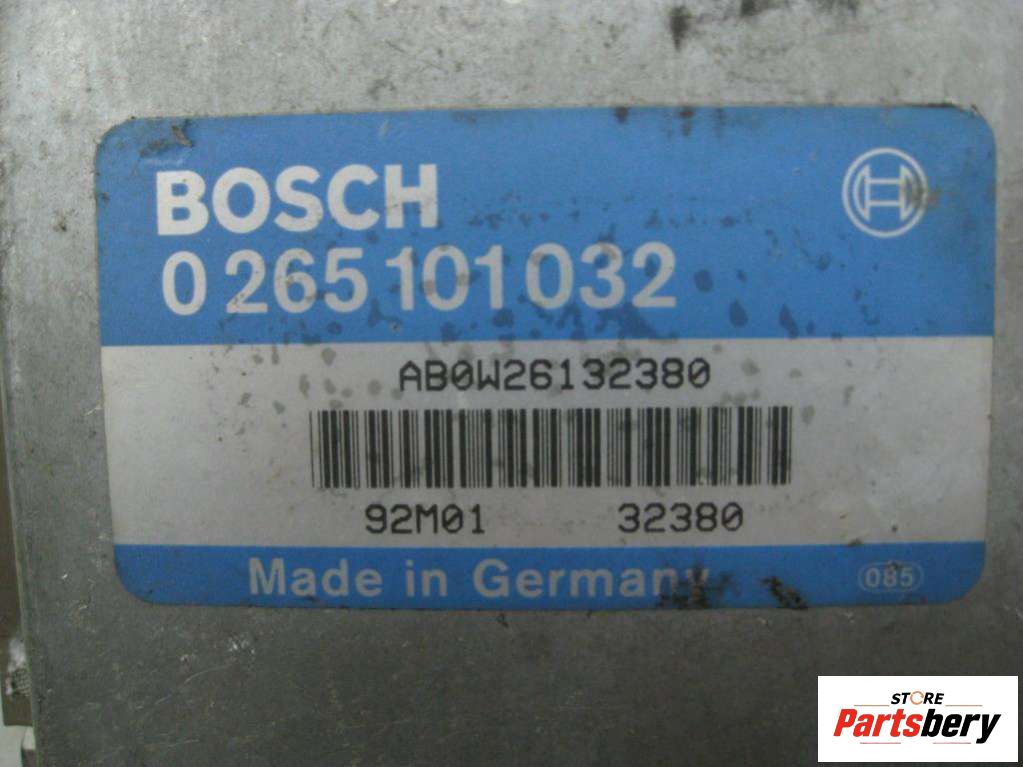 BOSCH
0 265 101 032
AB0W26132380
92M01 32380
Made in Germany
085
STORE
Partsbery